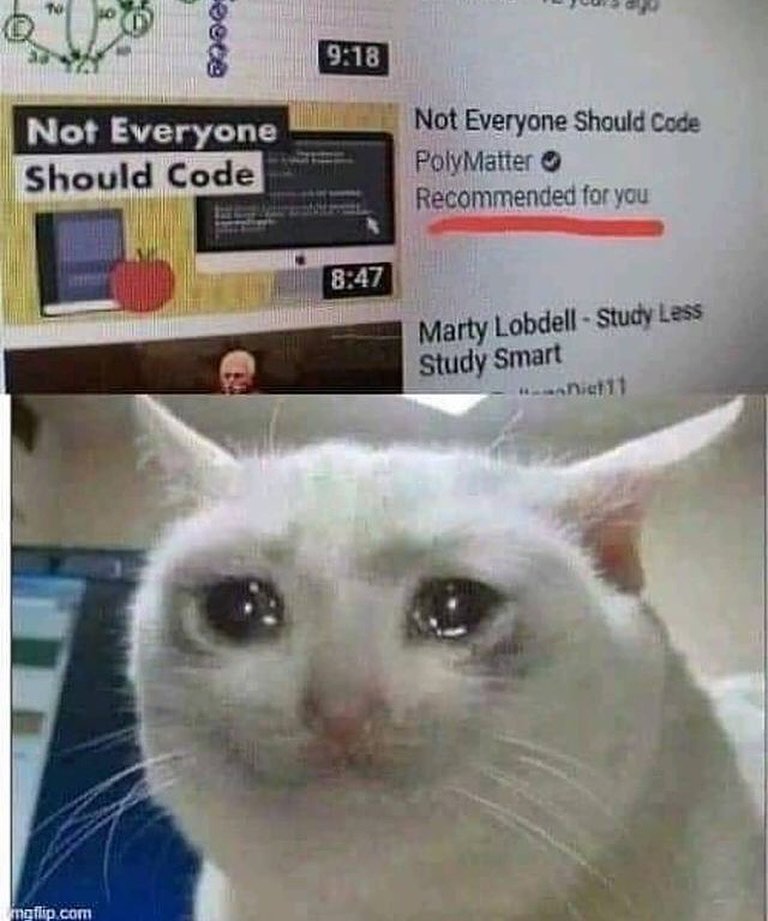 9:18
Not Everyone
Should Code
8:47
Not Everyone Should Code
PolyMatter
Recommended for you
Marty Lobdell - Study Less
Study Smart
imgflip.com